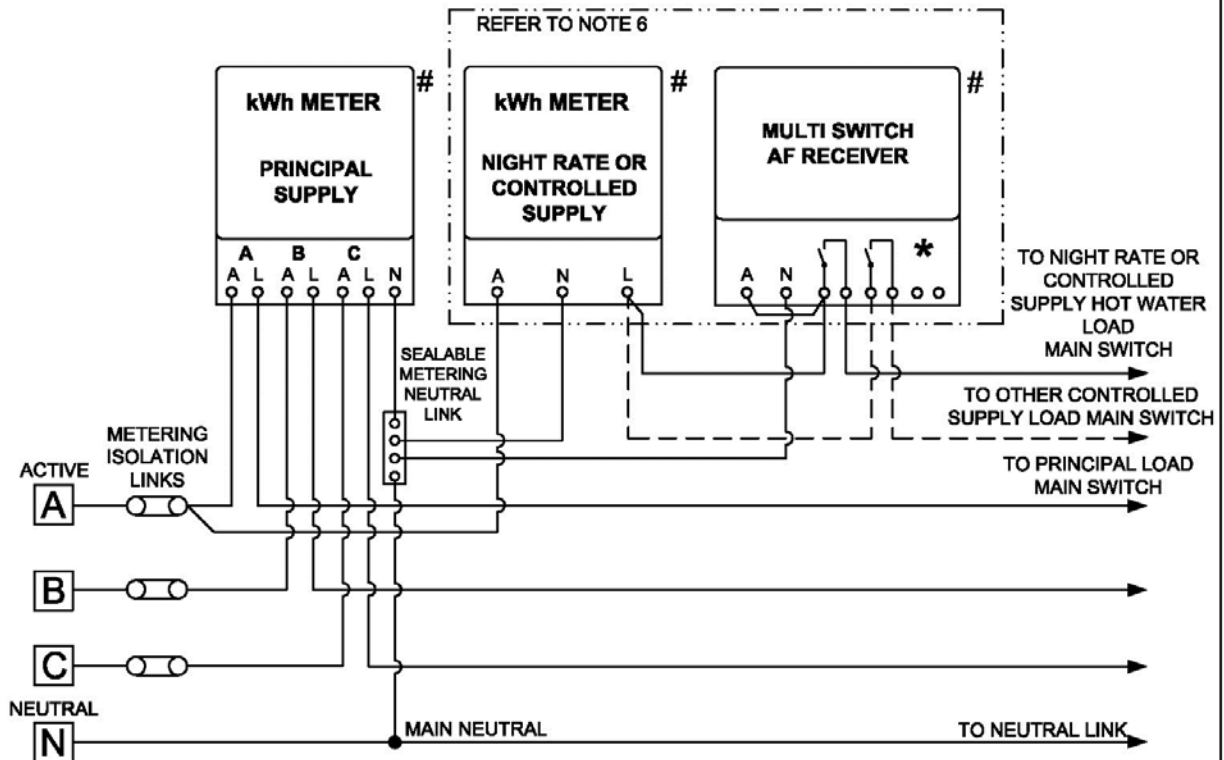 REFER TO NOTE 6
#
#
#
kWh METER
PRINCIPAL
SUPPLY
A B C
A L A L A L N
kWh METER
NIGHT RATE OR
CONTROLLED
SUPPLY
A N L
MULTI SWITCH
AF RECEIVER
*
A N
TO NIGHT RATE OR
CONTROLLED
SUPPLY HOT WATER
LOAD
MAIN SWITCH
SEALABLE
METERING
NEUTRAL
LINK
TO OTHER CONTROLLED
SUPPLY LOAD MAIN SWITCH
METERING
ISOLATION
LINKS
TO PRINCIPAL LOAD
MAIN SWITCH
ACTIVE
A
B
C
NEUTRAL
N
MAIN NEUTRAL
TO NEUTRAL LINK